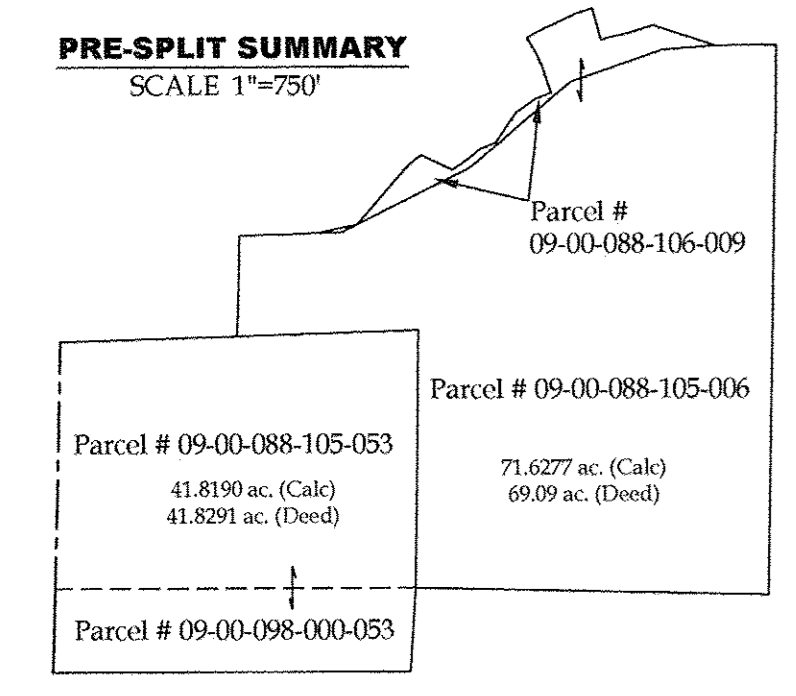 PRE-SPLIT SUMMARY
SCALE 1"=750'
Parcel #
09-00-088-106-009
Parcel # 09-00-088-105-006
71.6277 ac. (Calc)
69.09 ac. (Deed)
Parcel # 09-00-088-105-053
41.8190 ac. (Calc)
41.8291 ac. (Deed)
Parcel # 09-00-098-000-053